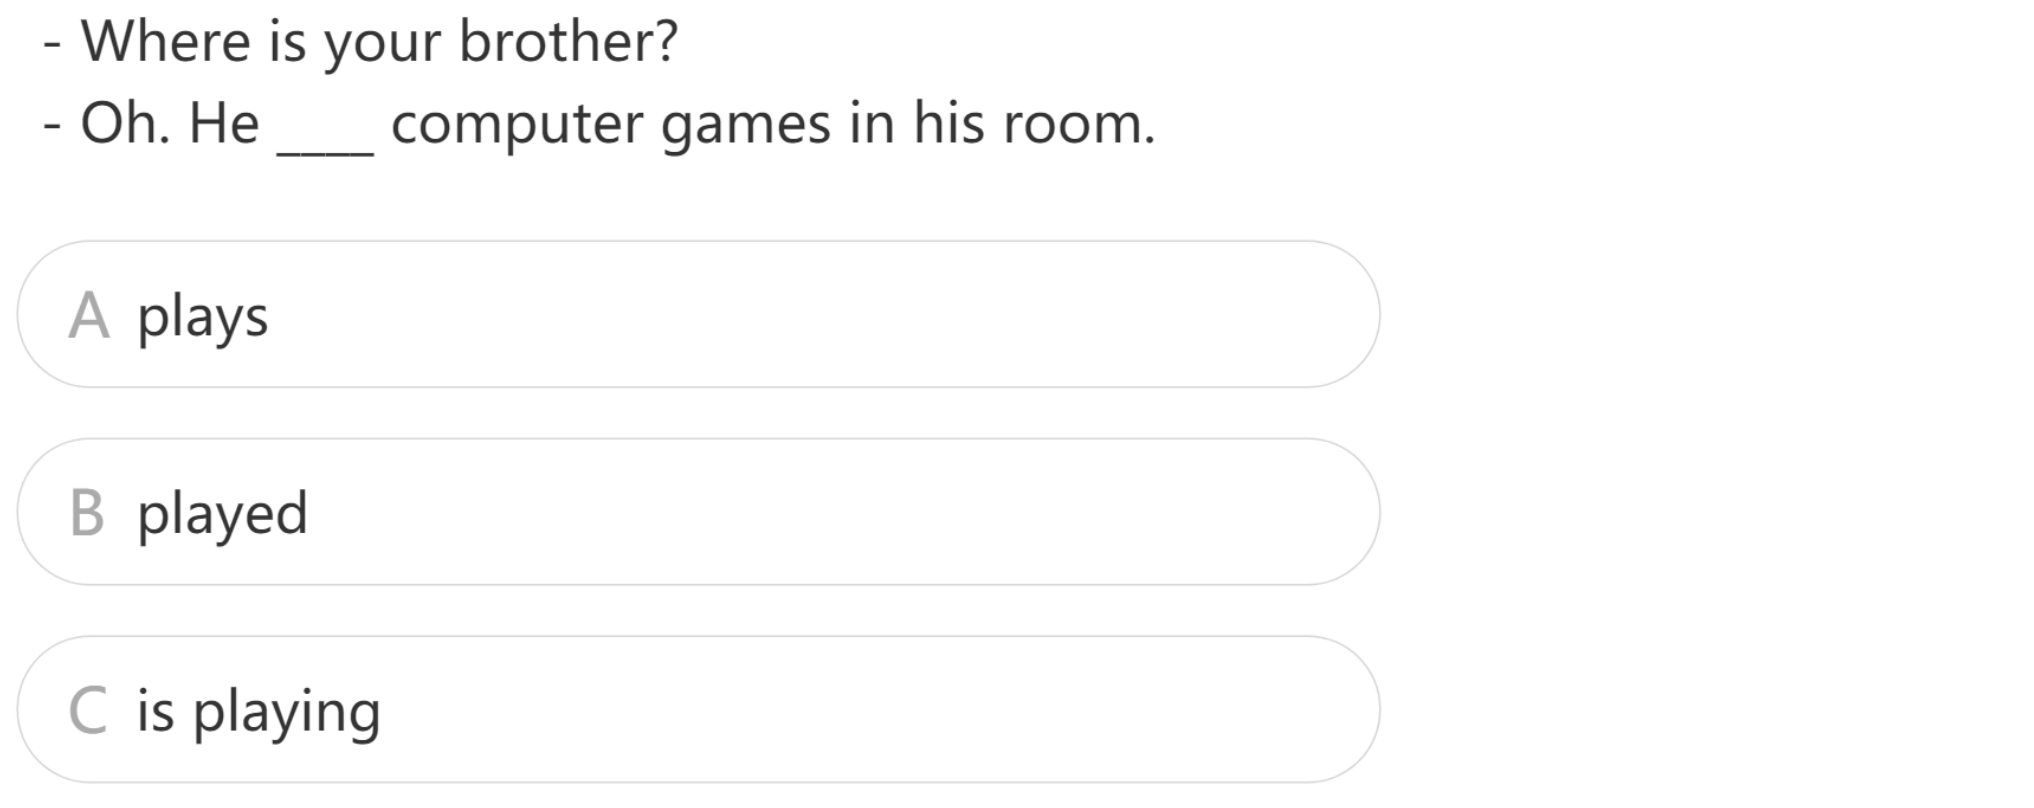 - Where is your brother?
- Oh. He ____ computer games in his room.
A plays
B played
C is playing